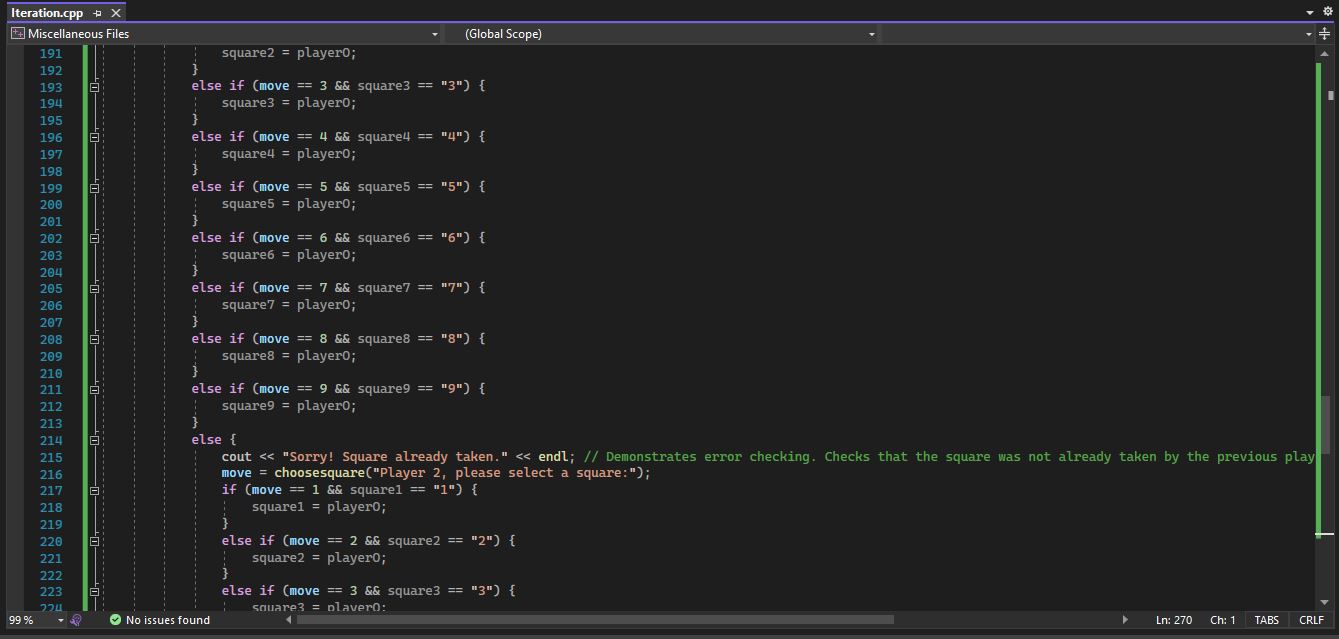 Iteration.cpp
Miscellaneous Files (Global Scope)
191 square2 = playerO;
192 }
193 else if (move == 3 && square3 == "3") {
194 square3 = playerO;
195 }
196 else if (move == 4 && square4 == "4") {
197 square4 = playerO;
198 }
199 else if (move == 5 && square5 == "5") {
200 square5 = playerO;
201 }
202 else if (move == 6 && square6 == "6") {
203 square6 = playerO;
204 }
205 else if (move == 7 && square7 == "7") {
206 square7 = playerO;
207 }
208 else if (move == 8 && square8 == "8") {
209 square8 = playerO;
210 }
211 else if (move == 9 && square9 == "9") {
212 square9 = playerO;
213 }
214 else {
215 cout << "Sorry! Square already taken." << endl; // Demonstrates error checking. Checks that the square was not already taken by the previous play
216 move = choosesquare("Player 2, please select a square:");
217 if (move == 1 && square1 == "1") {
218 square1 = playerO;
219 }
220 else if (move == 2 && square2 == "2") {
221 square2 = playerO;
222 }
223 else if (move == 3 && square3 == "3") {
224 square3 = playerO;
99 % No issues found Ln: 270 Ch: 1 TABS CRLF